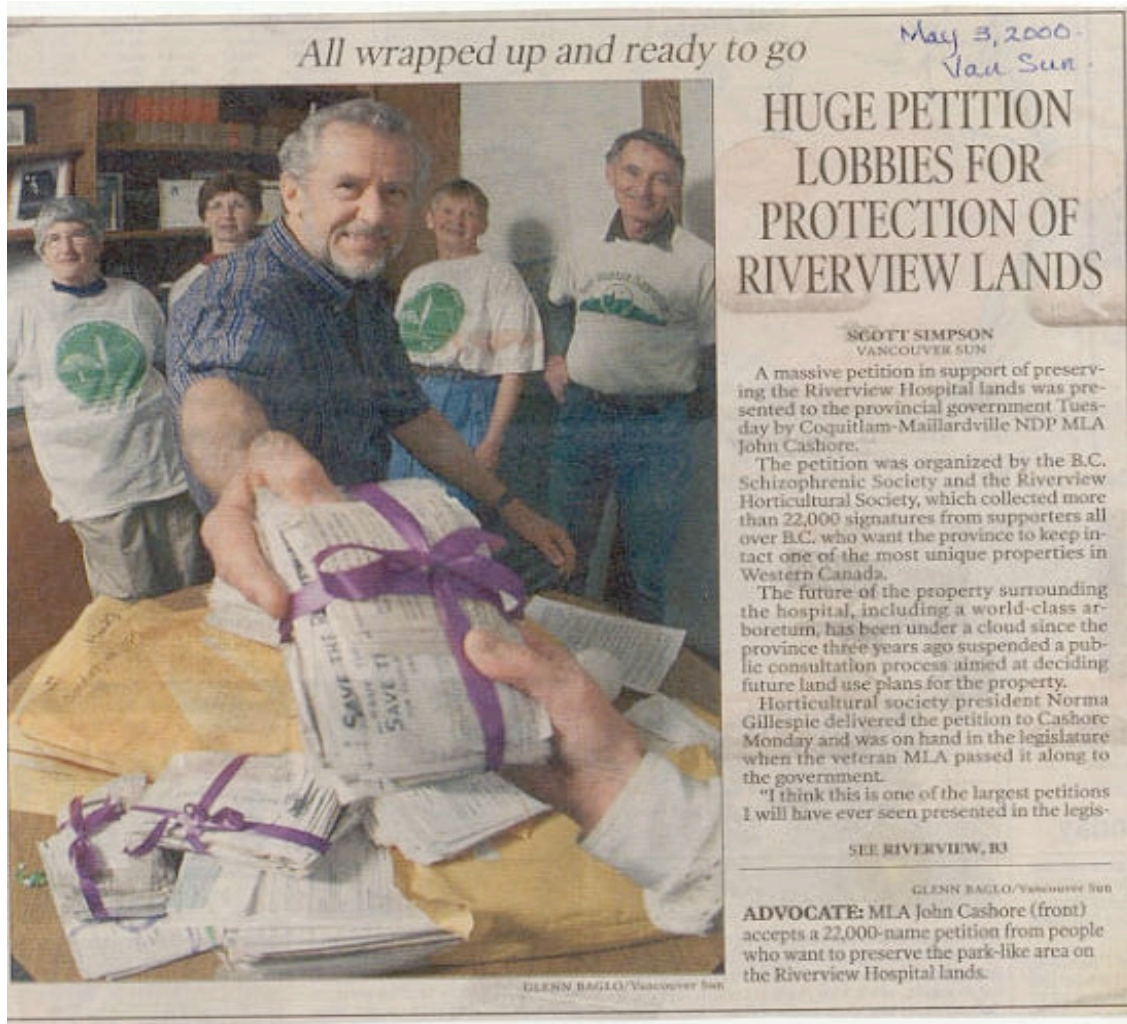 All wrapped up and ready to go
May 3, 2000.
Van Sun.
HUGE PETITION
LOBBIES FOR
PROTECTION OF
RIVERVIEW LANDS
SCOTT SIMPSON
VANCOUVER SUN
A massive petition in support of preserv-
ing the Riverview Hospital lands was pre-
sented to the provincial government Tues-
day by Coquitlam-Maillardville NDP MLA
John Cashore.
The petition was organized by the B.C.
Schizophrenic Society and the Riverview
Horticultural Society, which collected more
than 22,000 signatures from supporters all
over B.C. who want the province to keep in-
tact one of the most unique properties in
Western Canada.
The future of the property surrounding
the hospital, including a world-class ar-
boretum, has been under a cloud since the
province three years ago suspended a pub-
lic consultation process aimed at deciding
future land use plans for the property.
Horticultural society president Norma
Gillespie delivered the petition to Cashore
Monday and was on hand in the legislature
when the veteran MLA passed it along to
the government.
"I think this is one of the largest petitions
I will have ever seen presented in the legis-
SEE RIVERVIEW, B3
GLENN BAGLO/Vancouver Sun
ADVOCATE: MLA John Cashore (front)
accepts a 22,000-name petition from people
who want to preserve the park-like area on
the Riverview Hospital lands.
SAVE THE
SAVE T
GLENN BAGLO/Vancouver Sun